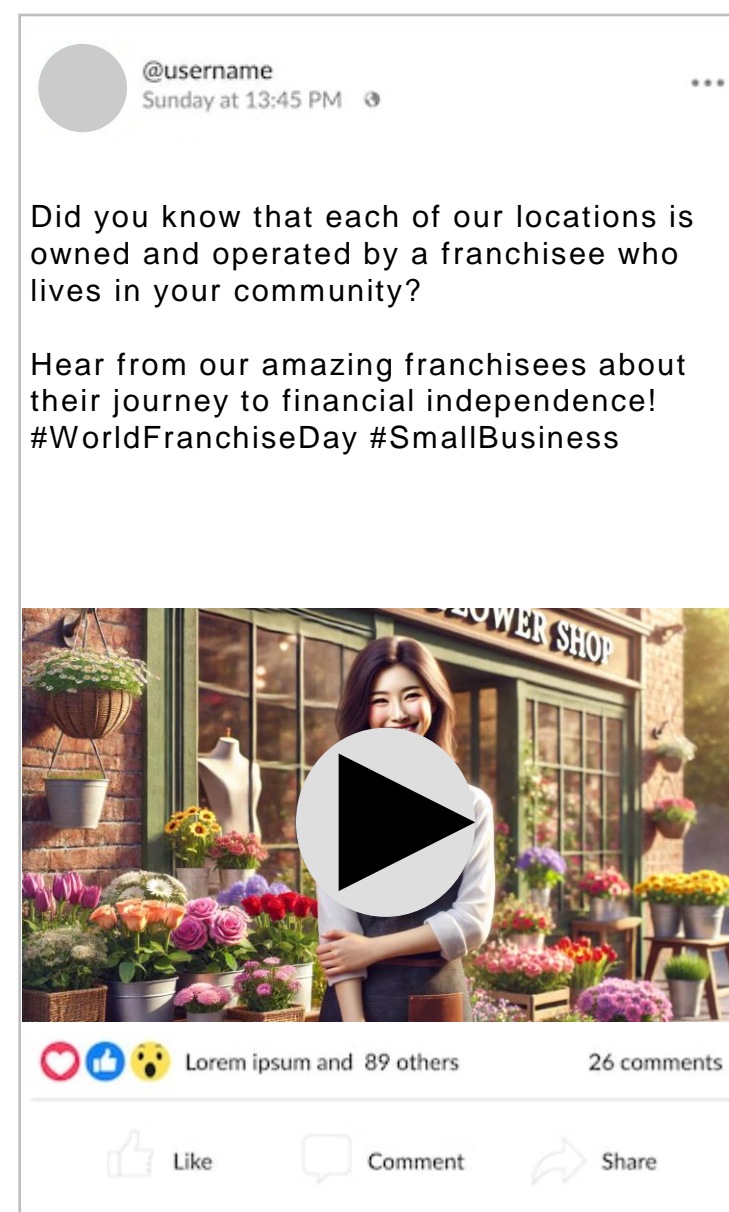 @username
Sunday at 13:45 PM
Did you know that each of our locations is
owned and operated by a franchisee who
lives in your community?
Hear from our amazing franchisees about
their journey to financial independence!
#WorldFranchiseDay #SmallBusiness
FLOWER SHOP
Lorem ipsum and 89 others
26 comments
Like
Comment
Share